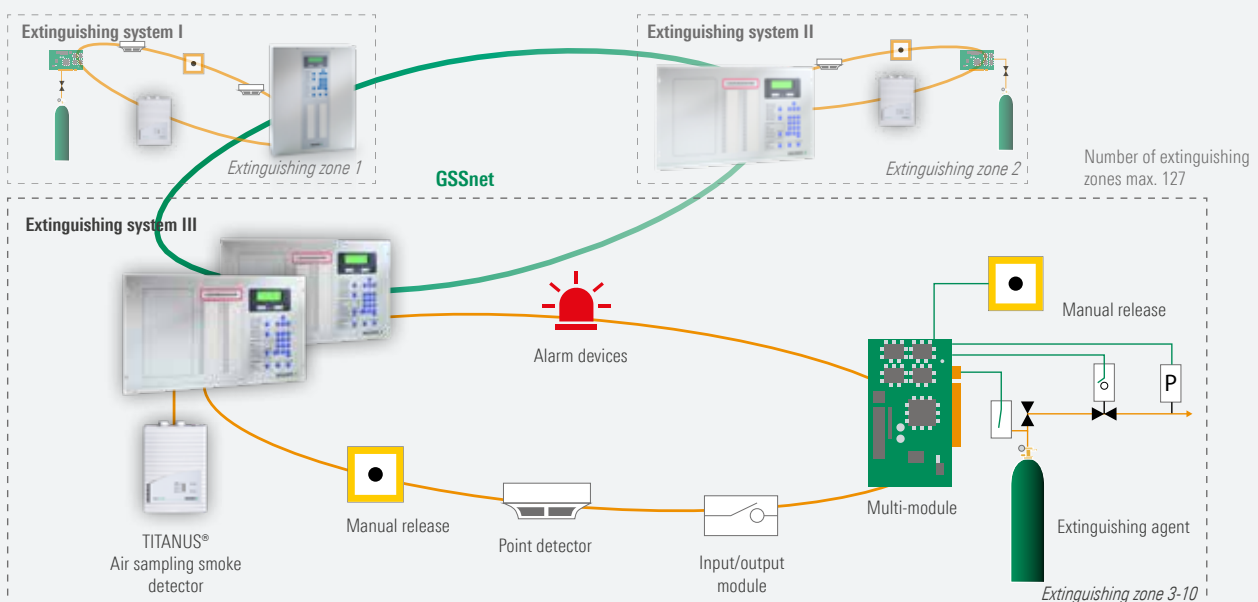 Extinguishing system I
Extinguishing zone 1
Extinguishing system II
Extinguishing zone 2
Number of extinguishing
zones max. 127
GSSnet
Extinguishing system III
Alarm devices
Manual release
P
Manual release
Point detector
Input/output
module
Multi-module
Extinguishing agent
TITANUS®
Air sampling smoke
detector
Extinguishing zone 3-10